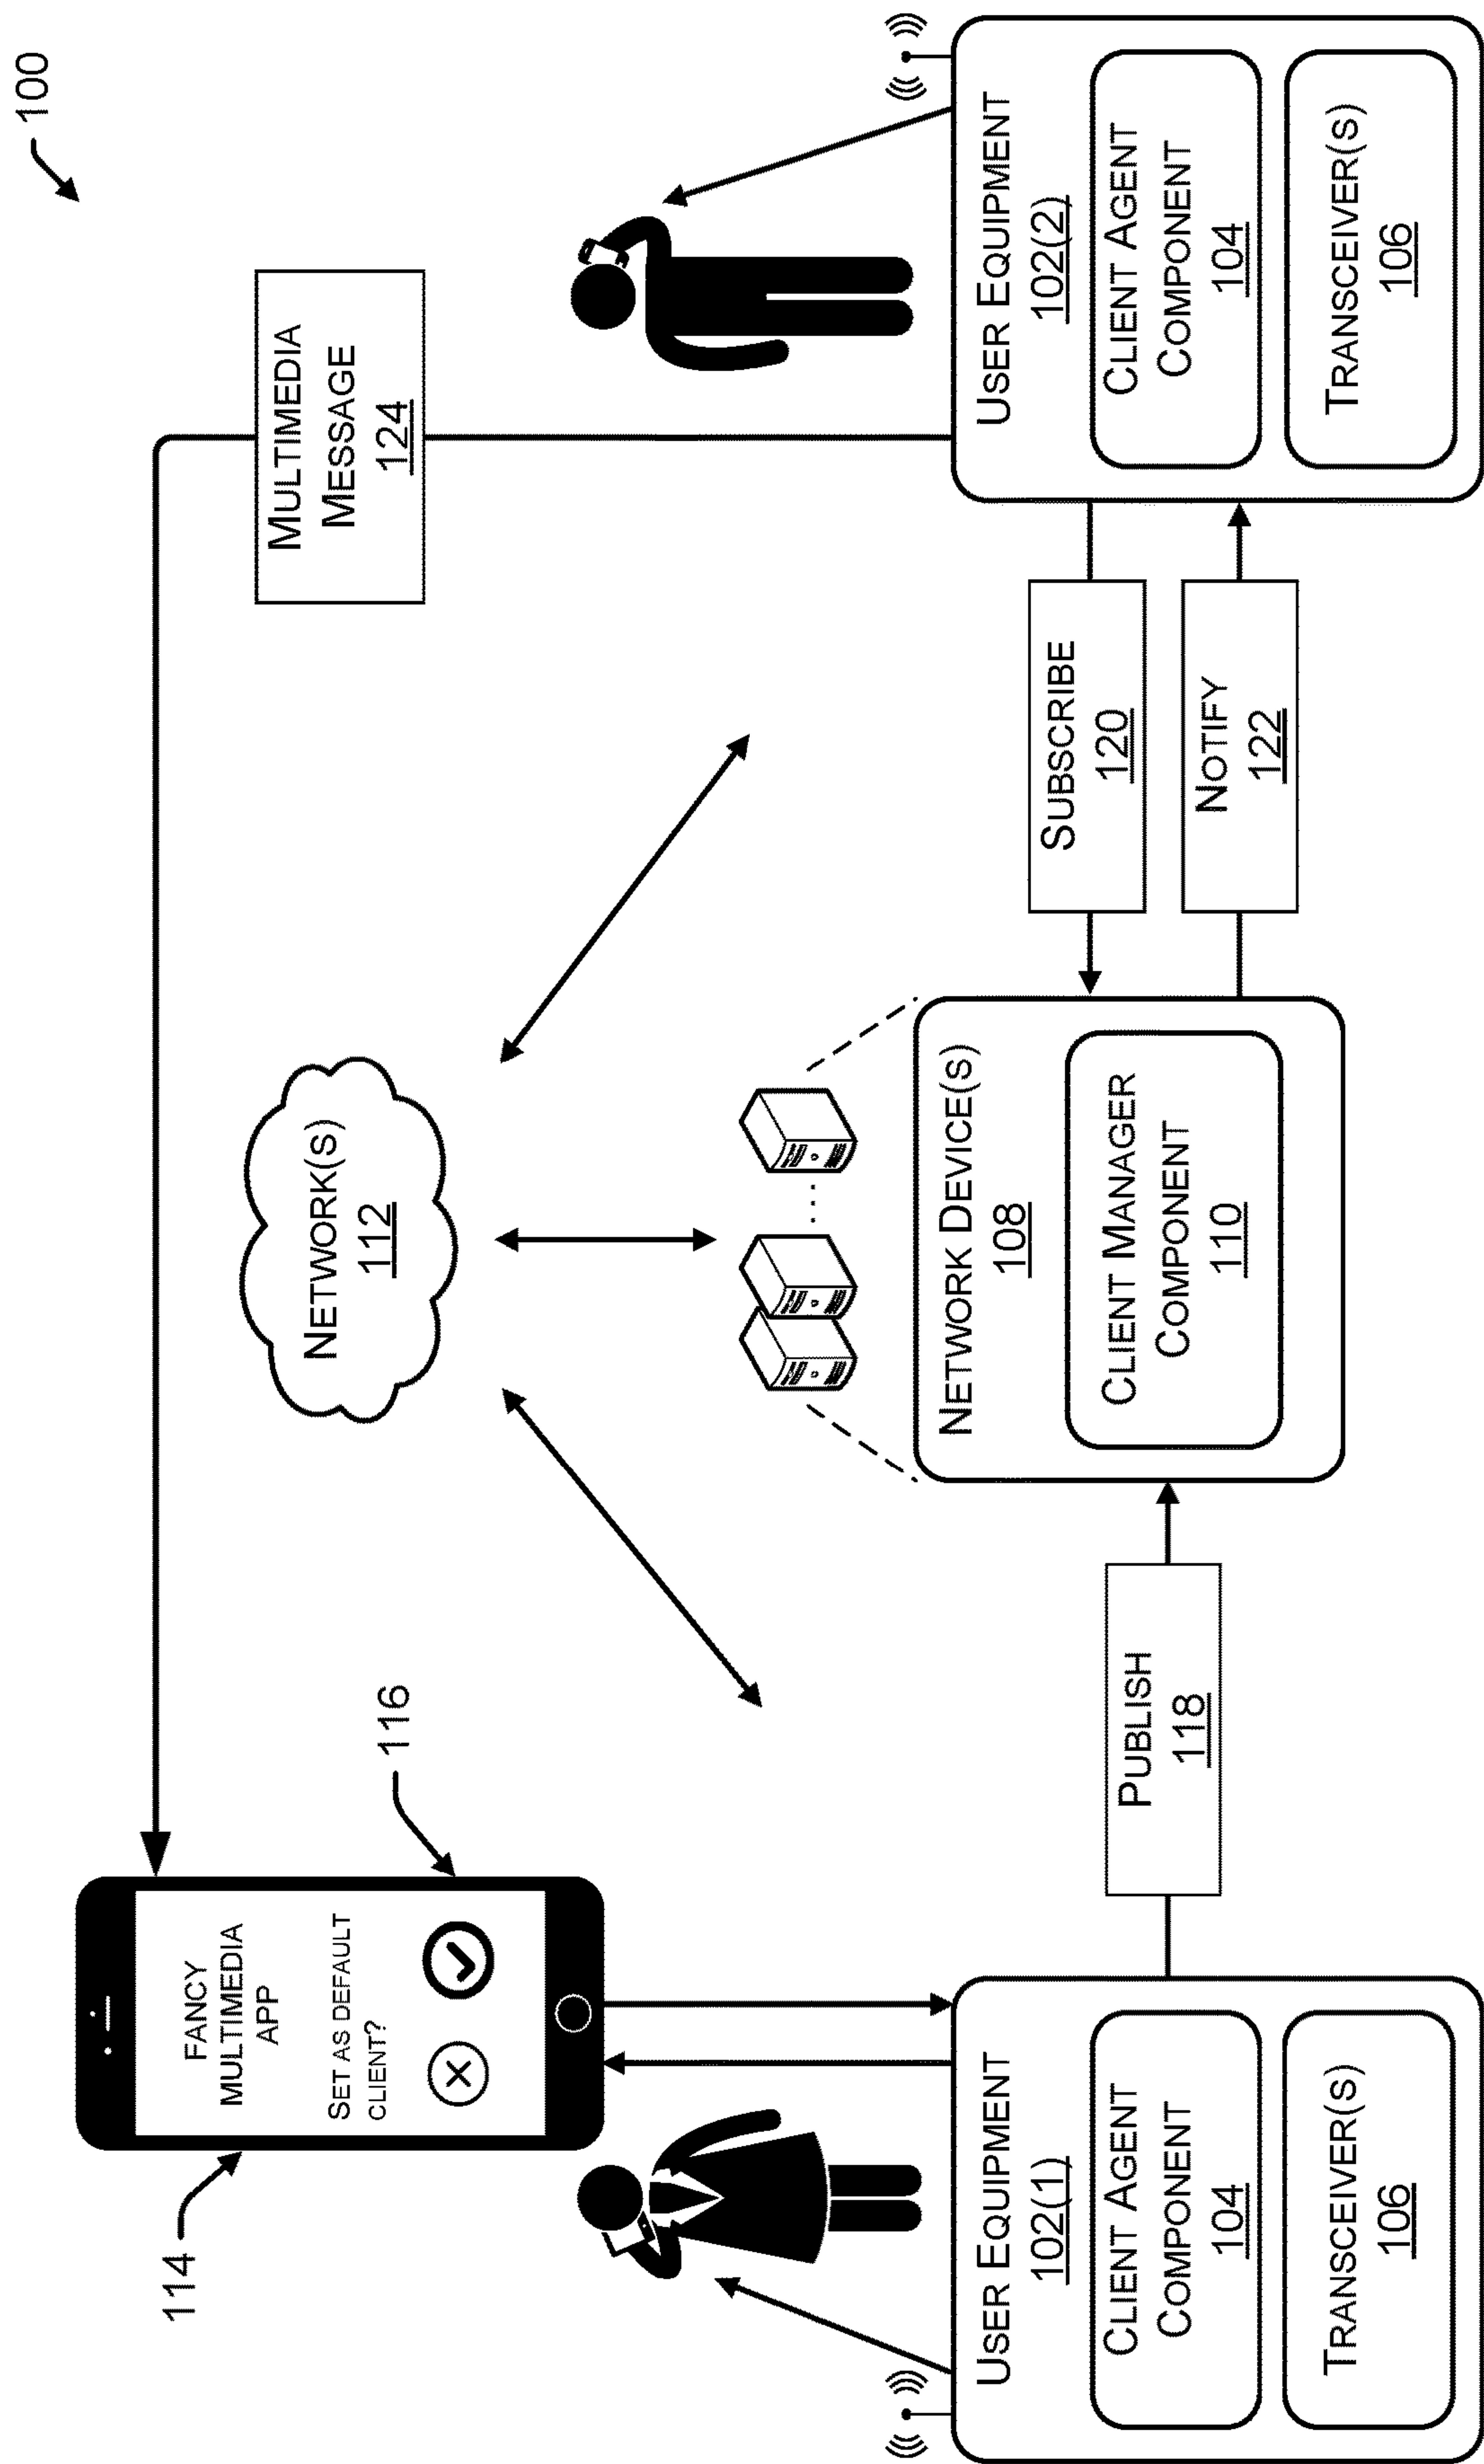 100
MULTIMEDIA
MESSAGE
124
NETWORK(S)
112
FANCY
MULTIMEDIA
APP
SET AS DEFAULT
CLIENT?
114
116
USER EQUIPMENT
102(1)
CLIENT AGENT
COMPONENT
104
TRANSCEIVER(S)
106
PUBLISH
118
NETWORK DEVICE(S)
108
CLIENT MANAGER
COMPONENT
110
SUBSCRIBE
120
NOTIFY
122
USER EQUIPMENT
102(2)
CLIENT AGENT
COMPONENT
104
TRANSCEIVER(S)
106